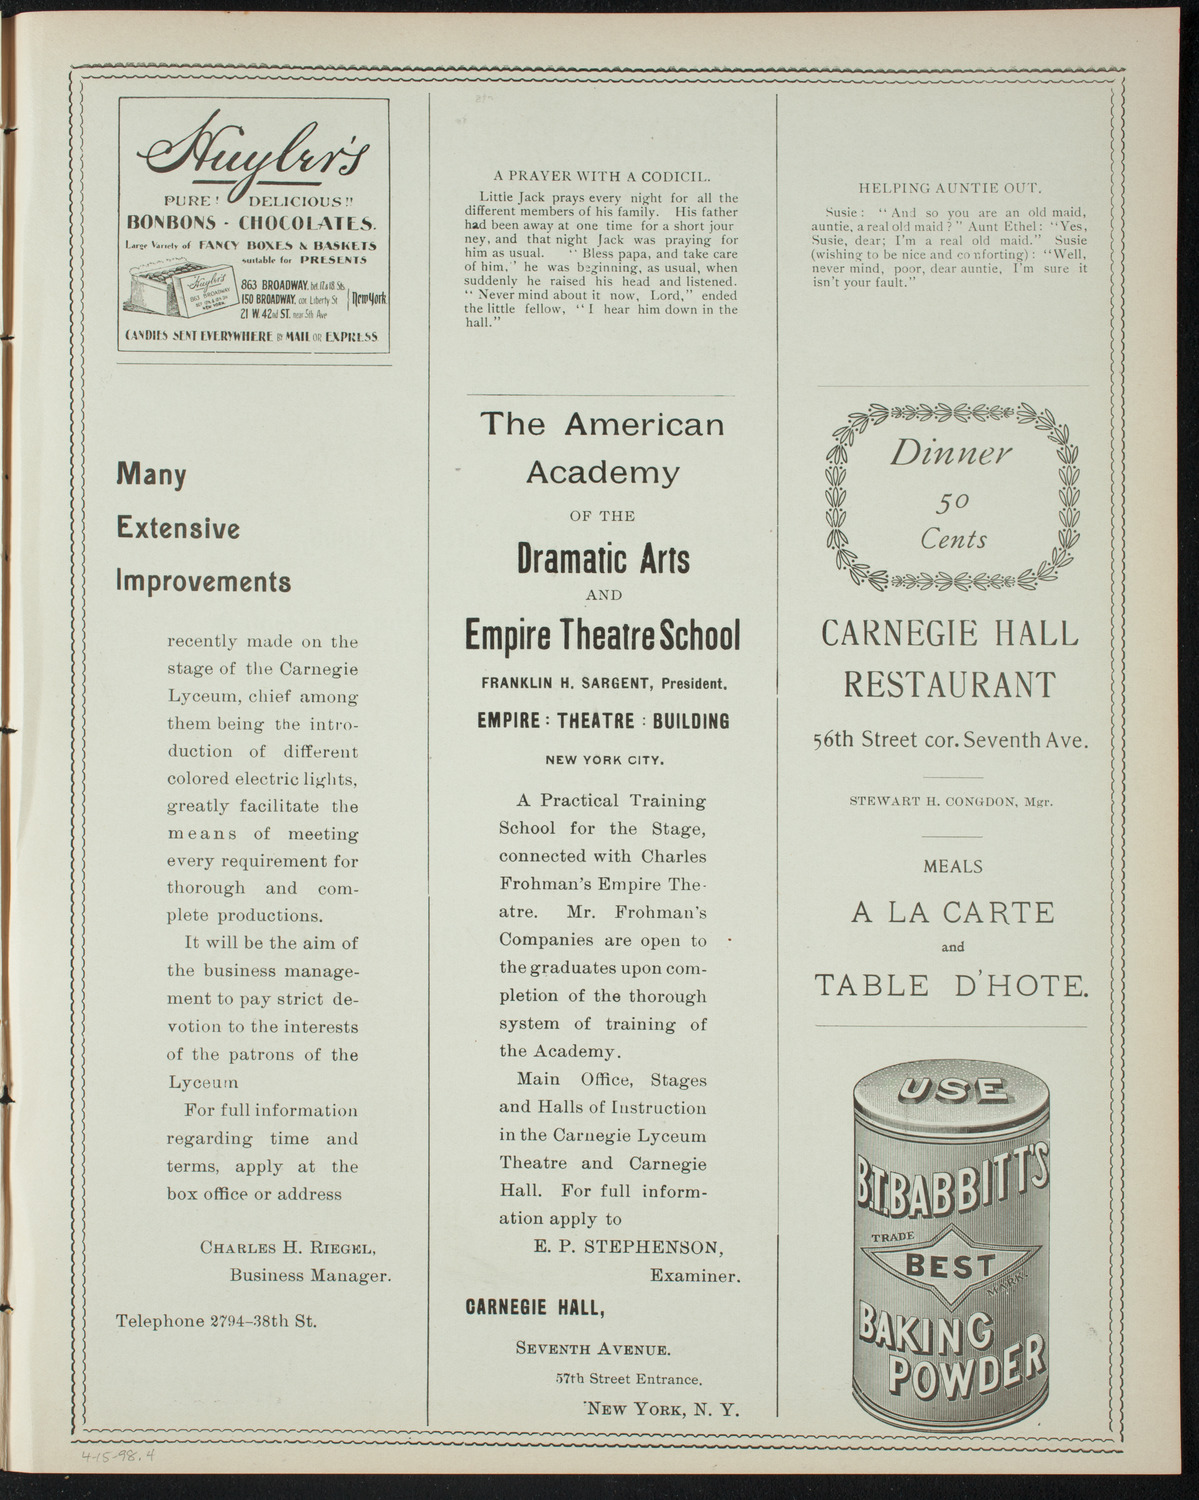 Huyler's
PURE! DELICIOUS!!
BONBONS - CHOCOLATES.
Large Variety of FANCY BOXES & BASKETS
suitable for PRESENTS
863 BROADWAY, bet. 17 & 18 Sts.
150 BROADWAY, cor. Liberty St
21 W. 42nd ST. near 5th Ave
New York
CANDIES SENT EVERYWHERE BY MAIL OR EXPRESS
Many
Extensive
Improvements
recently made on the
stage of the Carnegie
Lyceum, chief among
them being the intro-
duction of different
colored electric lights,
greatly facilitate the
means of meeting
every requirement for
thorough and com-
plete productions.
It will be the aim of
the business manage-
ment to pay strict de-
votion to the interests
of the patrons of the
Lyceum
For full information
regarding time and
terms, apply at the
box office or address
CHARLES H. RIEGEL,
Business Manager.
Telephone 2794-38th St.
A PRAYER WITH A CODICIL.
Little Jack prays every night for all the
different members of his family. His father
had been away at one time for a short jour
ney, and that night Jack was praying for
him as usual. "Bless papa, and take care
of him," he was beginning, as usual, when
suddenly he raised his head and listened.
"Never mind about it now, Lord," ended
the little fellow, "I hear him down in the
hall."
The American
Academy
OF THE
Dramatic Arts
AND
Empire Theatre School
FRANKLIN H. SARGENT, President.
EMPIRE : THEATRE : BUILDING
NEW YORK CITY.
A Practical Training
School for the Stage,
connected with Charles
Frohman's Empire The-
atre. Mr. Frohman's
Companies are open to
the graduates upon com-
pletion of the thorough
system of training of
the Academy.
Main Office, Stages
and Halls of Instruction
in the Carnegie Lyceum
Theatre and Carnegie
Hall. For full inform-
ation apply to
E. P. STEPHENSON,
Examiner.
CARNEGIE HALL,
SEVENTH AVENUE.
57th Street Entrance.
NEW YORK, N. Y.
HELPING AUNTIE OUT.
Susie: "And so you are an old maid,
auntie, a real old maid?" Aunt Ethel: "Yes,
Susie, dear; I'm a real old maid." Susie
(wishing to be nice and comforting): "Well,
never mind, poor, dear auntie, I'm sure it
isn't your fault."
Dinner
50
Cents
CARNEGIE HALL
RESTAURANT
56th Street cor. Seventh Ave.
STEWART H. CONGDON, Mgr.
MEALS
A LA CARTE
and
TABLE D'HOTE.
USE
B.T. BABBITT'S
TRADE
BEST
MARK.
BAKING
POWDER
4-15-98.4